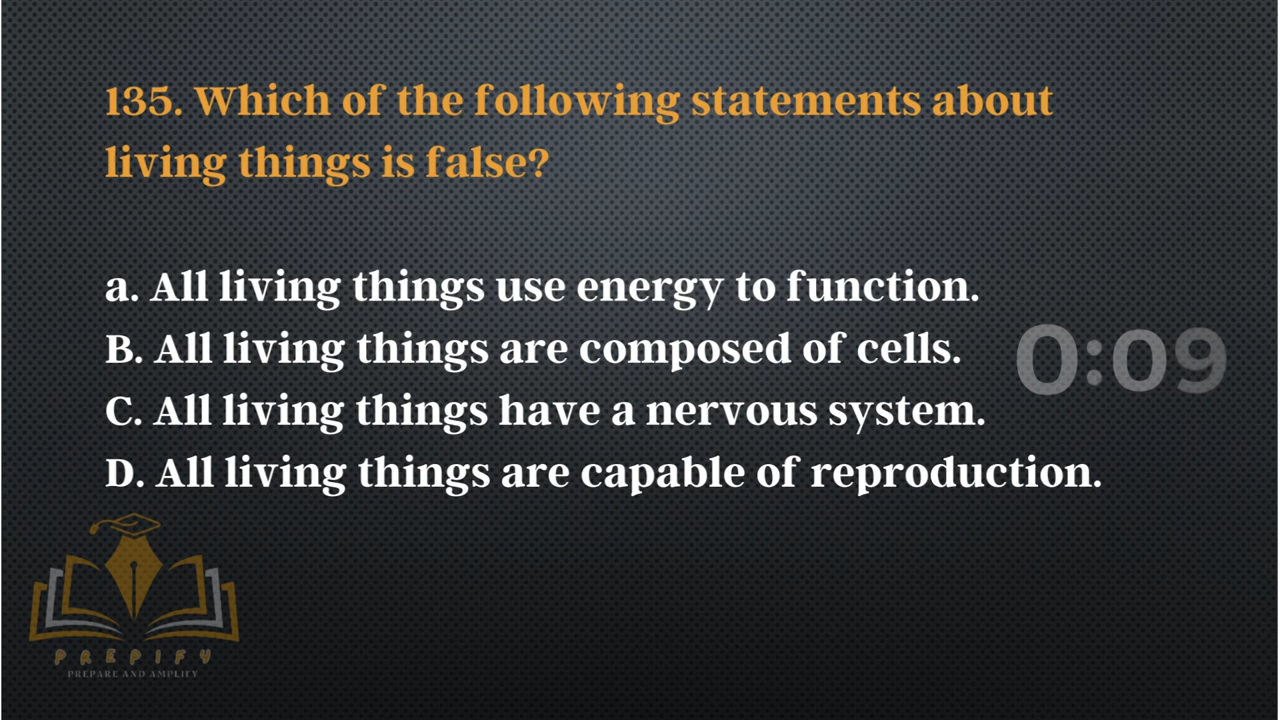 135. Which of the following statements about
living things is false?
a. All living things use energy to function.
B. All living things are composed of cells.
C. All living things have a nervous system.
D. All living things are capable of reproduction.
0:09
PREPIFY
PREPARE AND AMPLIFY